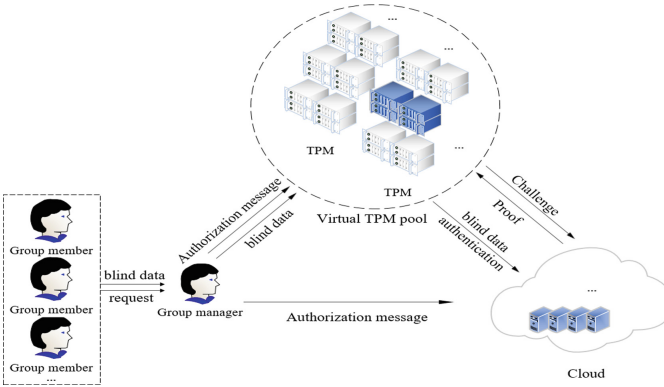 ...
...
...
TPM
TPM
Virtual TPM pool
Authorization message
blind data
Challenge
Proof
blind data
authentication
Group member
Group member
Group member
...
blind data
request
Group manager
Authorization message
...
Cloud